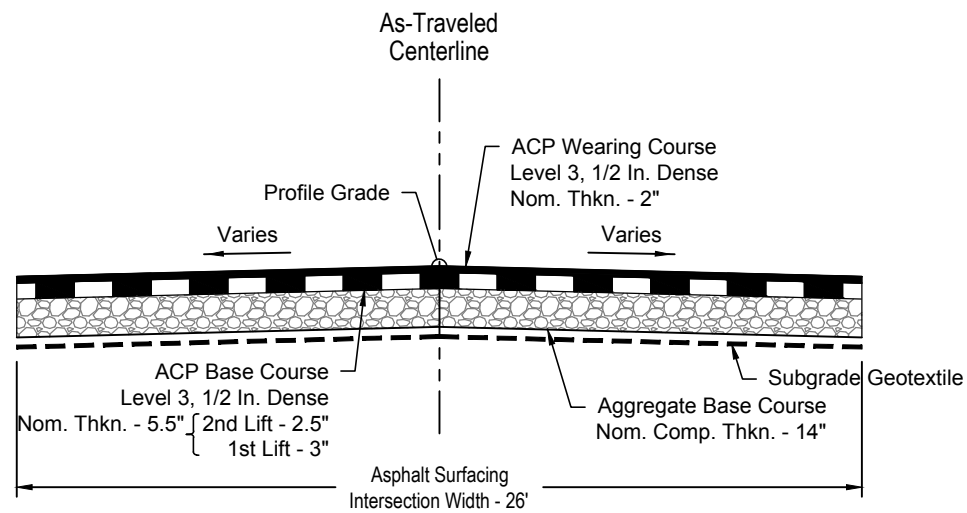 As-Traveled
Centerline
ACP Wearing Course
Level 3, 1/2 In. Dense
Nom. Thkn. - 2"
Profile Grade
Varies
Varies
ACP Base Course
Level 3, 1/2 In. Dense
Nom. Thkn. - 5.5" { 2nd Lift - 2.5"
1st Lift - 3"
Subgrade Geotextile
Aggregate Base Course
Nom. Comp. Thkn. - 14"
Asphalt Surfacing
Intersection Width - 26'